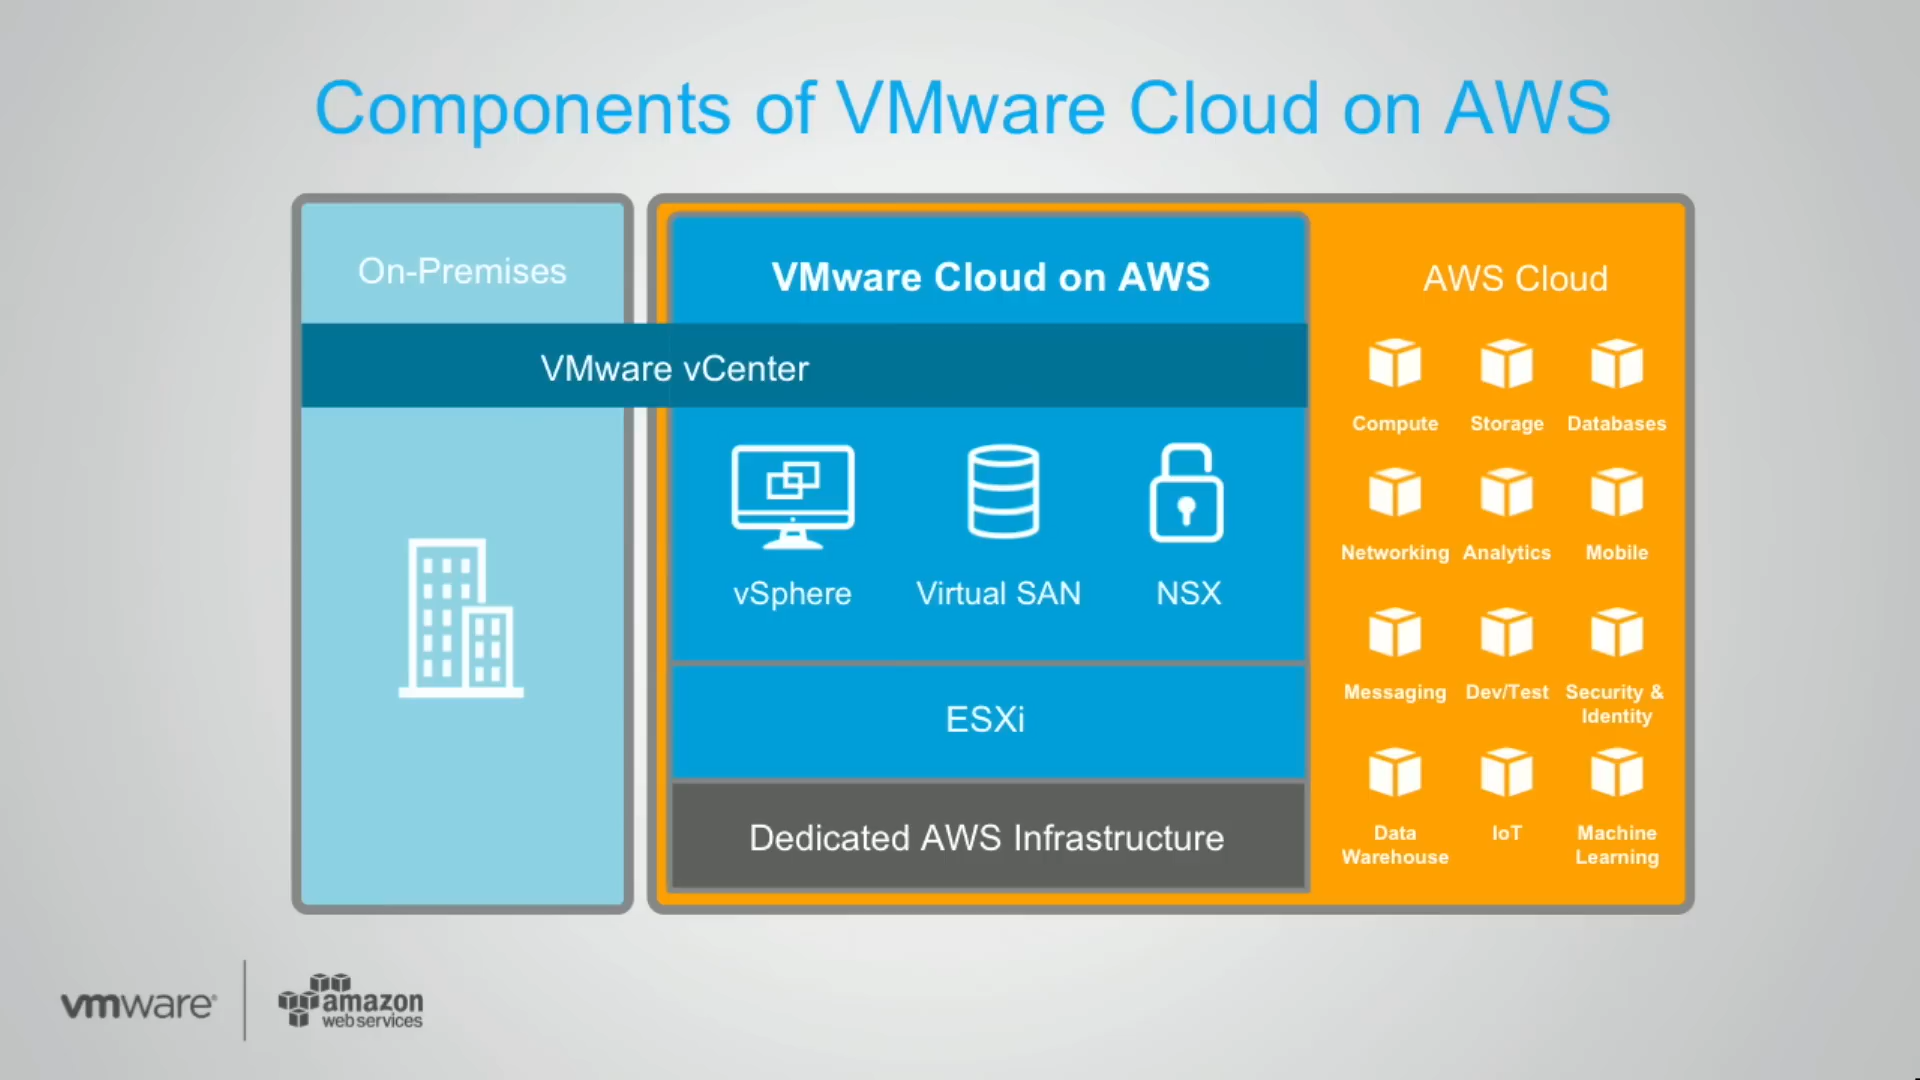 Components of VMware Cloud on AWS
On-Premises
VMware Cloud on AWS
AWS Cloud
VMware vCenter
Compute
Storage
Databases
Networking
Analytics
Mobile
vSphere
Virtual SAN
NSX
Messaging
Dev/Test
Security &
Identity
ESXi
Data
Warehouse
IoT
Machine
Learning
Dedicated AWS Infrastructure
vmware®
amazon
webservices